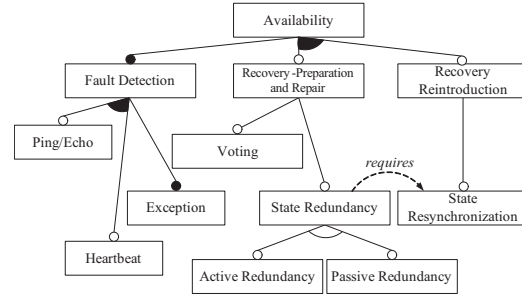 Availability
Fault Detection
Recovery -Preparation
and Repair
Recovery
Reintroduction
Ping/Echo
Voting
requires
Exception
State Redundancy
State
Resynchronization
Heartbeat
Active Redundancy
Passive Redundancy